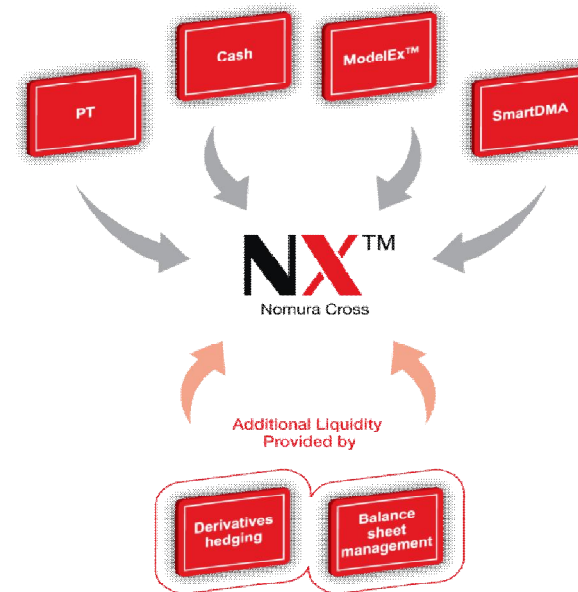 Cash
ModelEx™
PT
SmartDMA
NX™
Nomura Cross
Additional Liquidity
Provided by
Derivatives
hedging
Balance
sheet
management